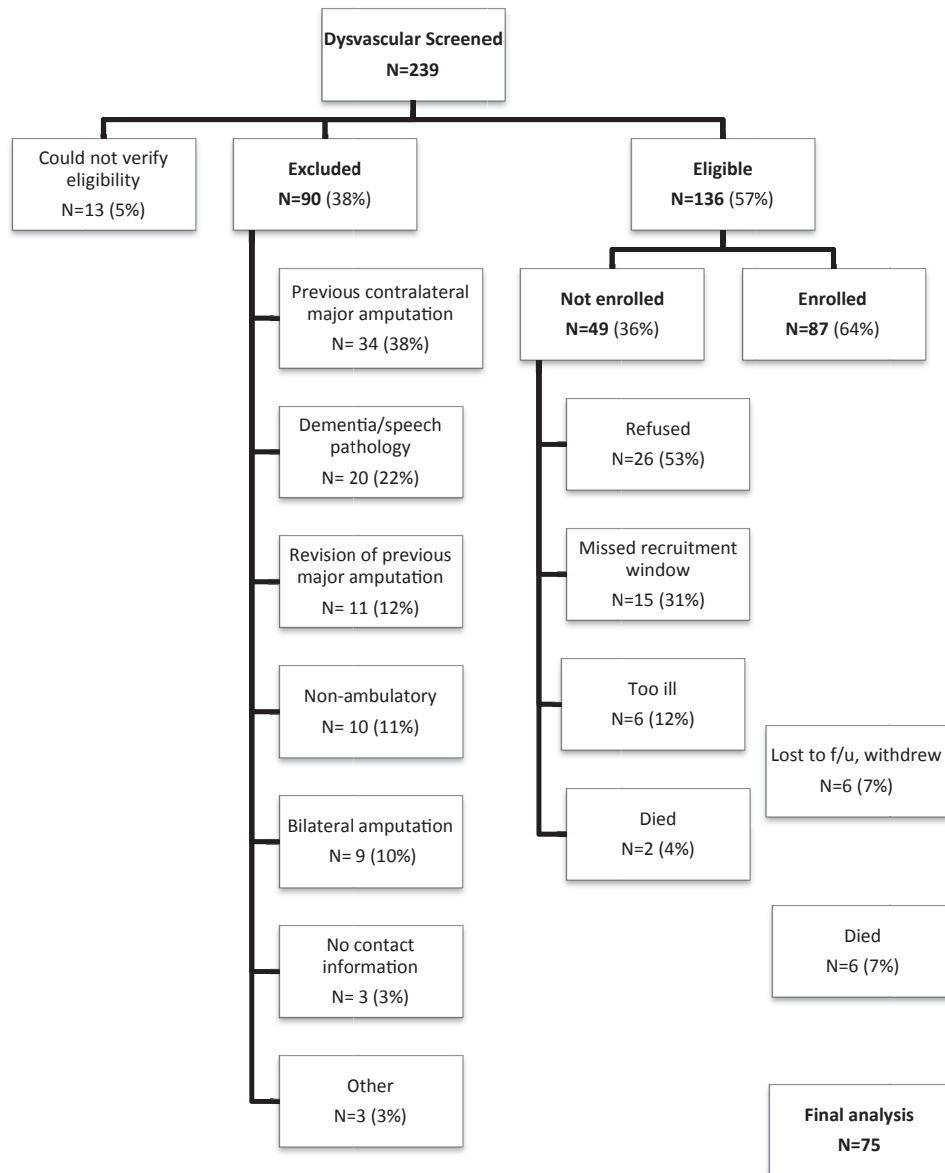 Dysvascular Screened
N=239
Could not verify
eligibility
N=13 (5%)
Excluded
N=90 (38%)
Eligible
N=136 (57%)
Previous contralateral
major amputation
N= 34 (38%)
Dementia/speech
pathology
N= 20 (22%)
Revision of previous
major amputation
N= 11 (12%)
Non-ambulatory
N= 10 (11%)
Bilateral amputation
N= 9 (10%)
No contact
information
N= 3 (3%)
Other
N=3 (3%)
Not enrolled
N=49 (36%)
Enrolled
N=87 (64%)
Refused
N=26 (53%)
Missed recruitment
window
N=15 (31%)
Too ill
N=6 (12%)
Died
N=2 (4%)
Lost to f/u, withdrew
N=6 (7%)
Died
N=6 (7%)
Final analysis
N=75